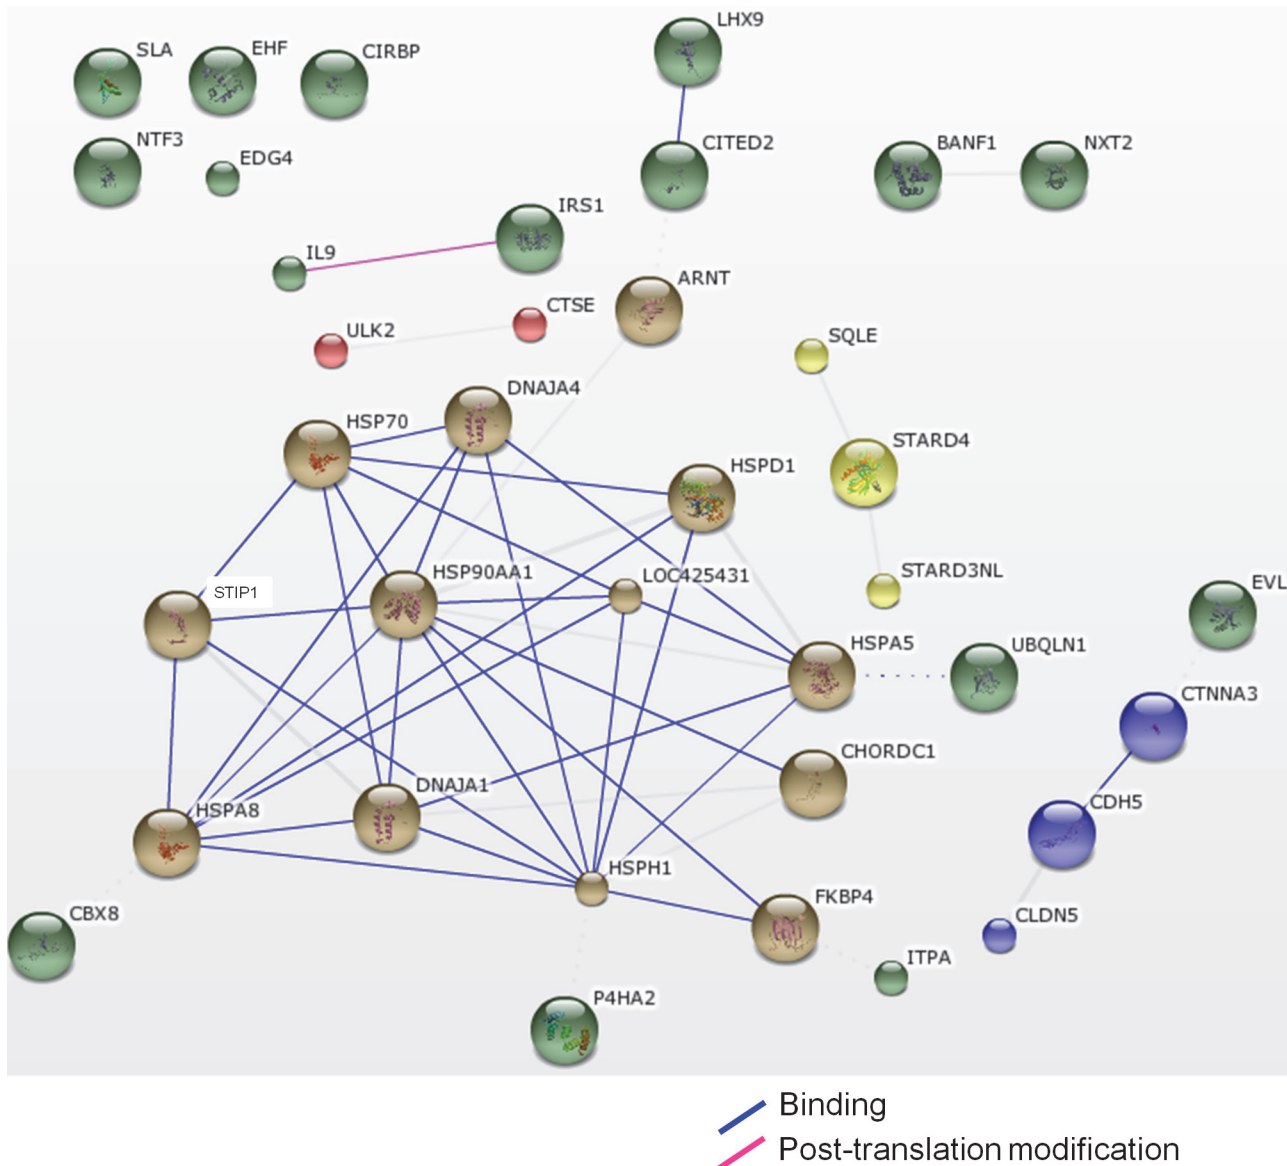 LHX9
SLA
EHF
CIRBP
NTF3
EDG4
CITED2
BANF1
NXT2
IRS1
IL9
ARNT
CTSE
ULK2
SQLE
DNAJA4
HSP70
STARD4
HSPD1
HSP90AA1
LOC425431
STARD3NL
EVL
STIP1
HSPA5
UBQLN1
CTNNA3
CHORDC1
DNAJA1
CDH5
HSPA8
HSPH1
FKBP4
CBX8
CLDN5
ITPA
P4HA2
Binding
Post-translation modification